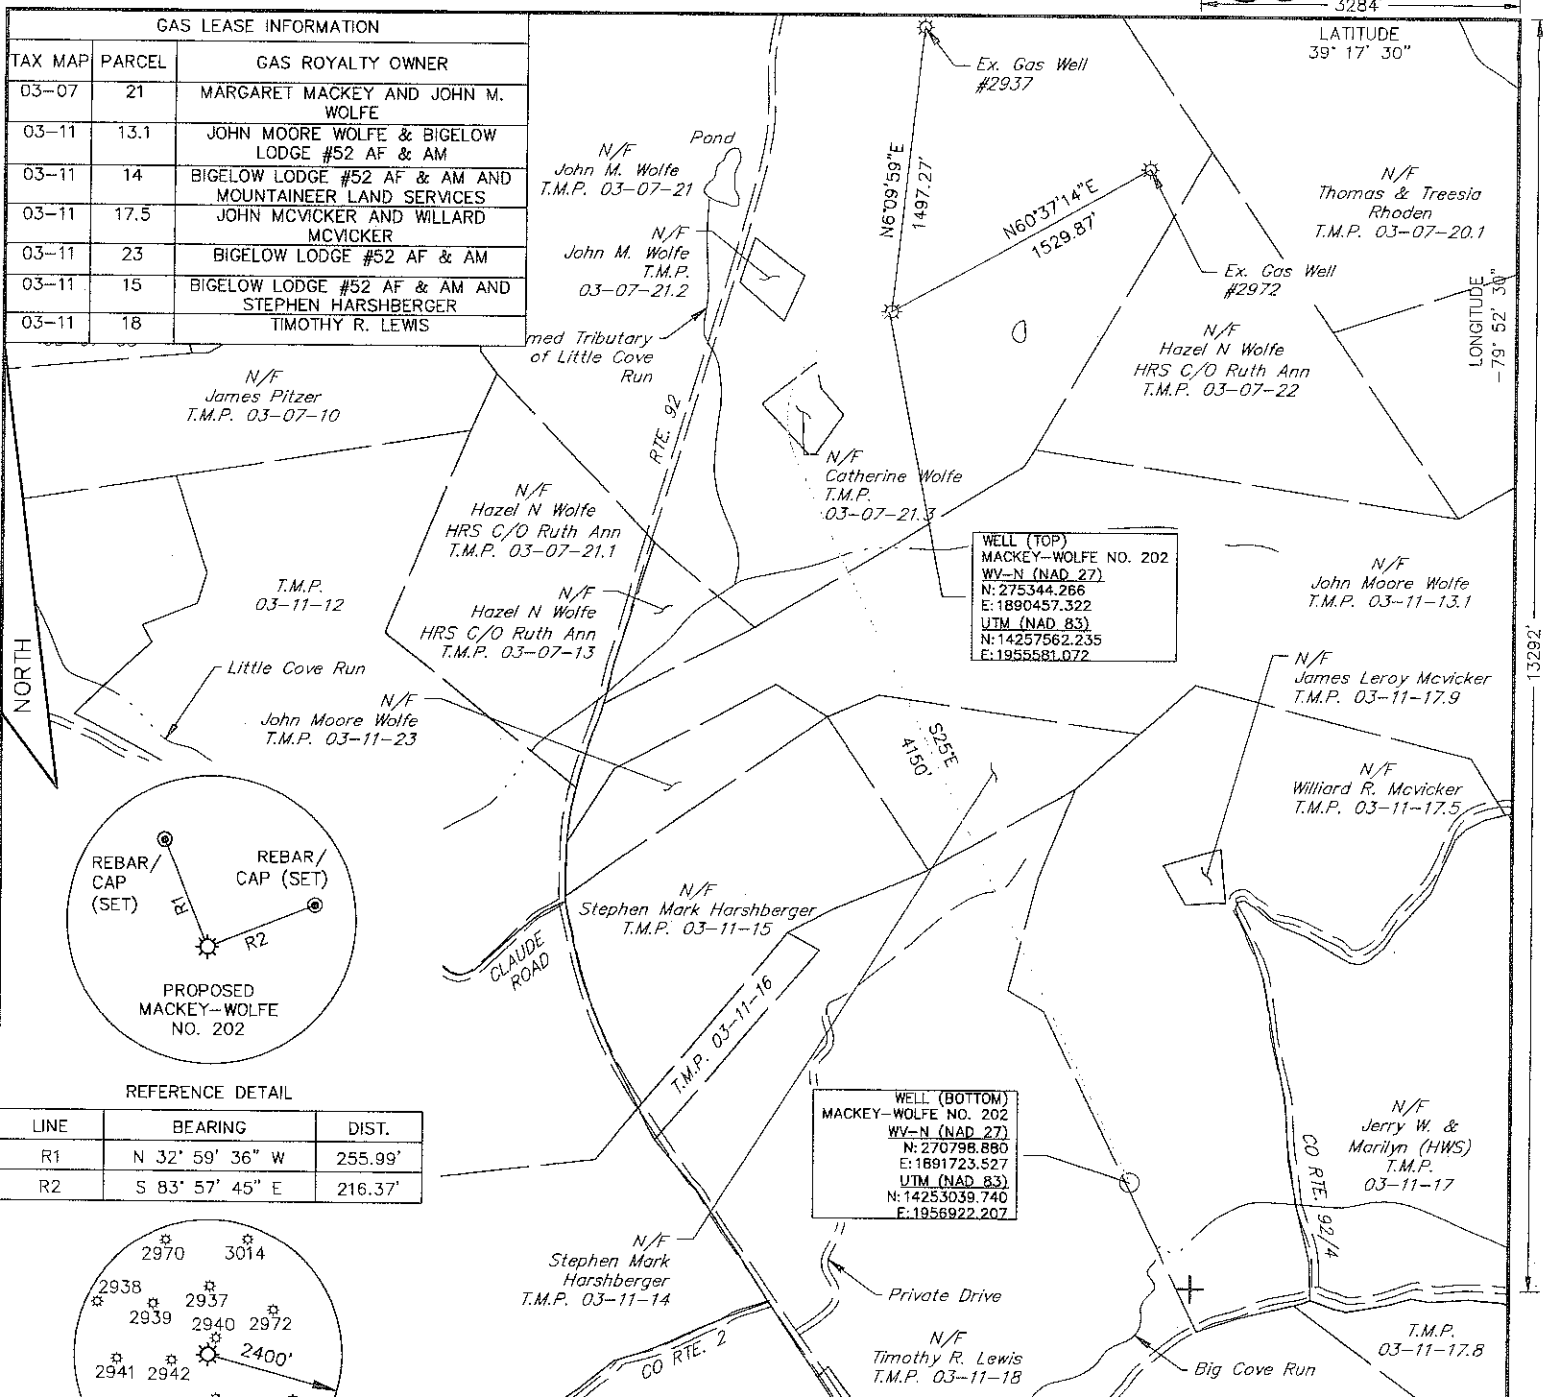 GAS LEASE INFORMATION
TAX MAP PARCEL GAS ROYALTY OWNER
03-07 21 MARGARET MACKEY AND JOHN M.
WOLFE
03-11 13.1 JOHN MOORE WOLFE & BIGELOW
LODGE #52 AF & AM
03-11 14 BIGELOW LODGE #52 AF & AM AND
MOUNTAINEER LAND SERVICES
03-11 17.5 JOHN MCVICKER AND WILLARD
MCVICKER
03-11 23 BIGELOW LODGE #52 AF & AM
03-11 15 BIGELOW LODGE #52 AF & AM AND
STEPHEN HARSHBERGER
03-11 18 TIMOTHY R. LEWIS
3284'
LATITUDE
39° 17' 30"
Ex. Gas Well
#2937
Pond
N/F
John M. Wolfe
T.M.P. 03-07-21
N6°09'59"E
1497.27'
N60°37'14"E
1529.87'
N/F
Thomas & Treesia
Rhoden
T.M.P. 03-07-20.1
N/F
John M. Wolfe
T.M.P.
03-07-21.2
Ex. Gas Well
#2972
LONGITUDE
-79° 52' 30"
med Tributary
of Little Cove
Run
N/F
Hazel N Wolfe
HRS C/O Ruth Ann
T.M.P. 03-07-22
N/F
James Pitzer
T.M.P. 03-07-10
RTE. 92
N/F
Catherine Wolfe
T.M.P.
03-07-21.3
N/F
Hazel N Wolfe
HRS C/O Ruth Ann
T.M.P. 03-07-21.1
WELL (TOP)
MACKEY-WOLFE NO. 202
WV-N (NAD 27)
N:275344.266
E:1890457.322
UTM (NAD 83)
N:14257562.235
E:1955581.072
N/F
John Moore Wolfe
T.M.P. 03-11-13.1
T.M.P.
03-11-12
N/F
Hazel N Wolfe
HRS C/O Ruth Ann
T.M.P. 03-07-13
13292'
NORTH
Little Cove Run
N/F
James Leroy Mcvicker
T.M.P. 03-11-17.9
N/F
John Moore Wolfe
T.M.P. 03-11-23
S25°E
4150'
N/F
Williard R. Mcvicker
T.M.P. 03-11-17.5
REBAR/
CAP
(SET)
REBAR/
CAP (SET)
R1
R2
PROPOSED
MACKEY-WOLFE
NO. 202
N/F
Stephen Mark Harshberger
T.M.P. 03-11-15
CLAUDE
ROAD
T.M.P. 03-11-16
REFERENCE DETAIL
LINE BEARING DIST.
R1 N 32° 59' 36" W 255.99'
R2 S 83° 57' 45" E 216.37'
WELL (BOTTOM)
MACKEY-WOLFE NO. 202
WV-N (NAD 27)
N:270798.880
E:1891723.527
UTM (NAD 83)
N:14253039.740
E:1956922.207
N/F
Jerry W. &
Marilyn (HWS)
T.M.P.
03-11-17
CO RTE. 92/4
N/F
Stephen Mark
Harshberger
T.M.P. 03-11-14
Private Drive
2970 3014
2938
2937
2939
2940 2972
2941 2942
2400'
CO RTE. 2
N/F
Timothy R. Lewis
T.M.P. 03-11-18
Big Cove Run
T.M.P.
03-11-17.8